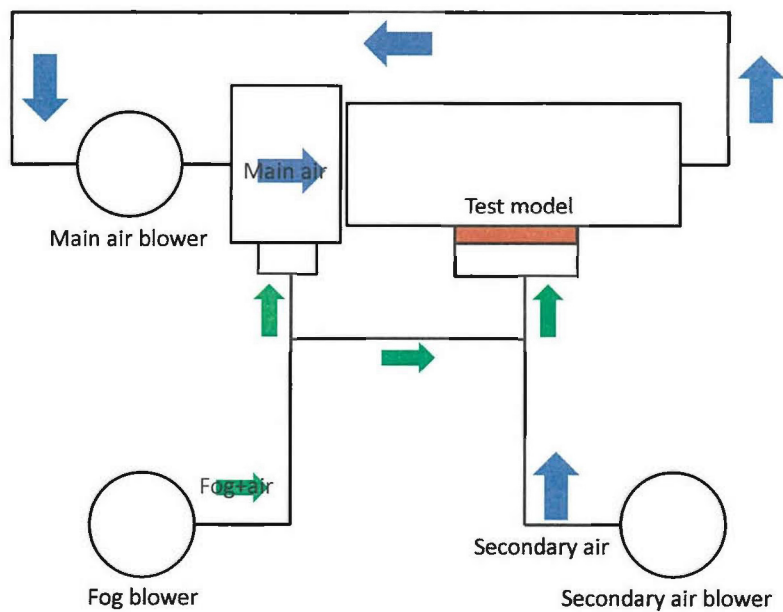 Main air
Test model
Main air blower
Fog+air
Secondary air
Fog blower
Secondary air blower